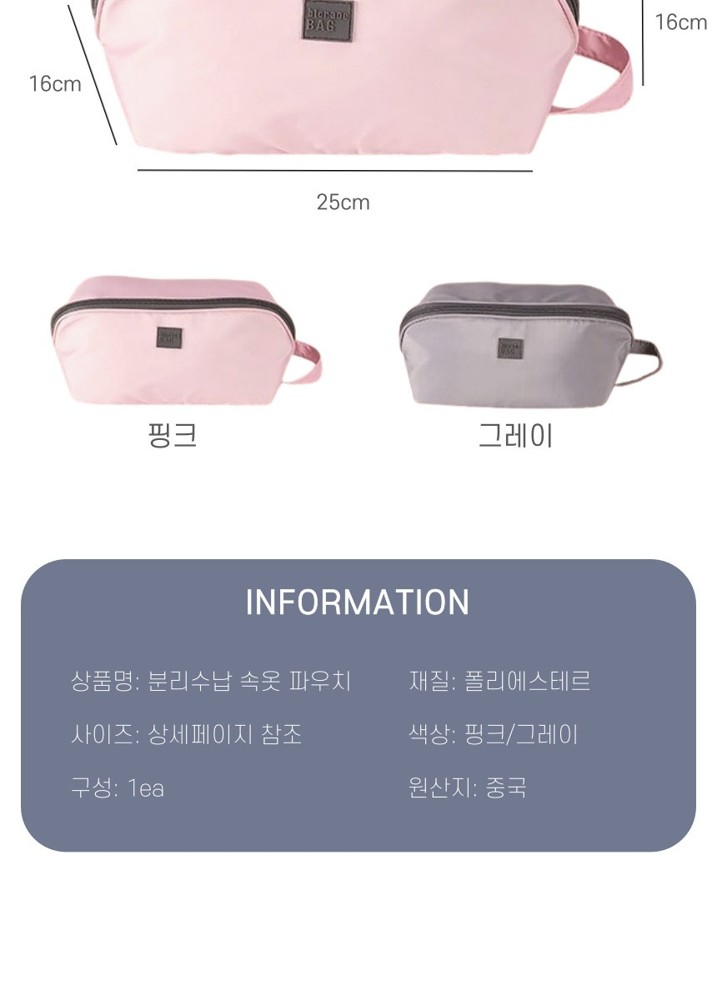 storage
BAG
16cm
16cm
25cm
핑크
그레이
INFORMATION
상품명: 분리수납 속옷 파우치
재질: 폴리에스테르
사이즈: 상세페이지 참조
색상: 핑크/그레이
구성: 1ea
원산지: 중국